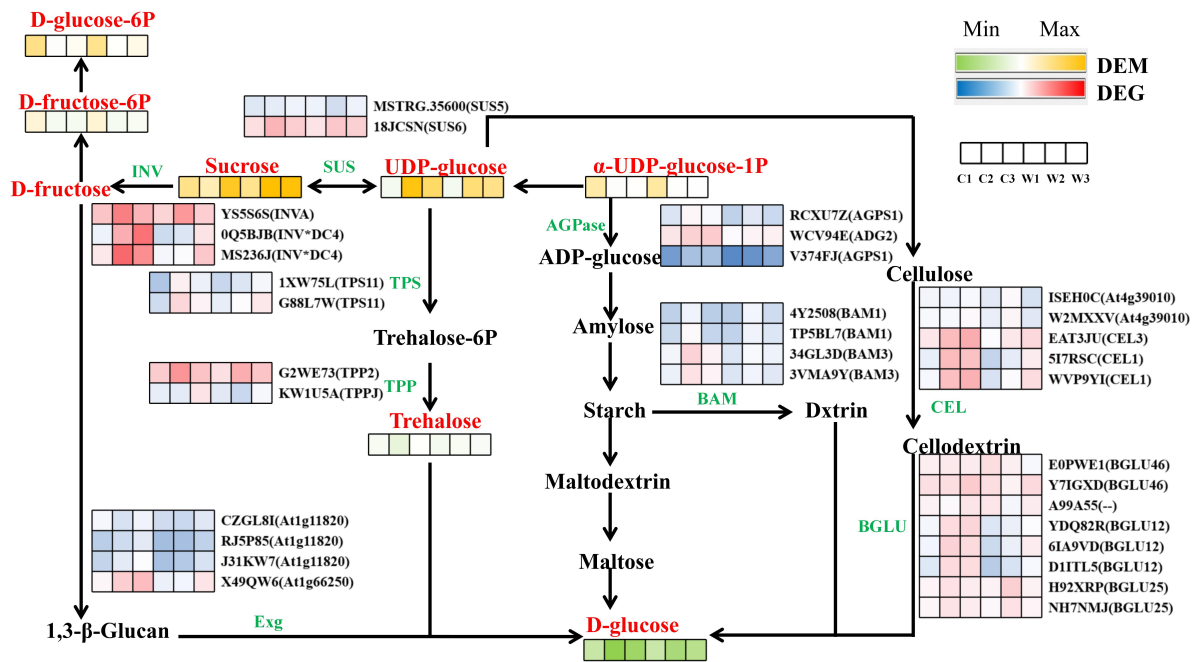 D-glucose-6P
Min Max
DEM
DEG
D-fructose-6P
MSTRG.35600(SUS5)
18JCSN(SUS6)
C1 C2 C3 W1 W2 W3
INV
Sucrose
SUS
UDP-glucose
α-UDP-glucose-1P
D-fructose
YS5S6S(INVA)
0Q5BJB(INV*DC4)
MS236J(INV*DC4)
AGPase
RCXU7Z(AGPS1)
WCV94E(ADG2)
V374FJ(AGPS1)
ADP-glucose
Cellulose
1XW75L(TPS11)
G88L7W(TPS11)
TPS
ISEH0C(At4g39010)
W2MXXV(At4g39010)
EAT3JU(CEL3)
5I7RSC(CEL1)
WVP9YI(CEL1)
Trehalose-6P
Amylose
4Y2508(BAM1)
TP5BL7(BAM1)
34GL3D(BAM3)
3VMA9Y(BAM3)
G2WE73(TPP2)
KW1U5A(TPPJ)
TPP
Trehalose
Starch
BAM
Dxtrin
CEL
Cellodextrin
E0PWE1(BGLU46)
Y7IGXD(BGLU46)
A99A55(--)
YDQ82R(BGLU12)
6IA9VD(BGLU12)
D1ITL5(BGLU12)
H92XRP(BGLU25)
NH7NMJ(BGLU25)
Maltodextrin
BGLU
CZGL8I(At1g11820)
RJ5P85(At1g11820)
J31KW7(At1g11820)
X49QW6(At1g66250)
Maltose
1,3-β-Glucan
Exg
D-glucose